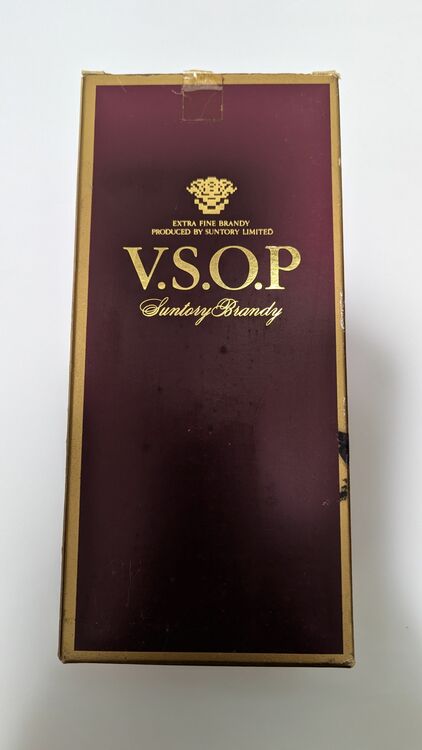 EXTRA FINE BRANDY
PRODUCED BY SUNTORY LIMITED
V.S.O.P
Suntory Brandy